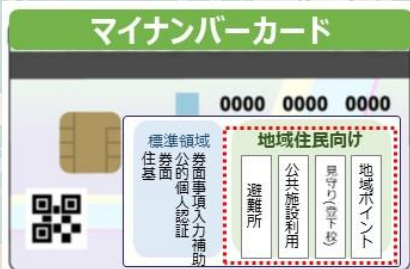 マイナンバーカード
0000 0000 0000
標準領域
券面事項入力補助
公的個人認証
券面
住基
地域住民向け
避難所
公共施設利用
見守り(登下校)
地域ポイント